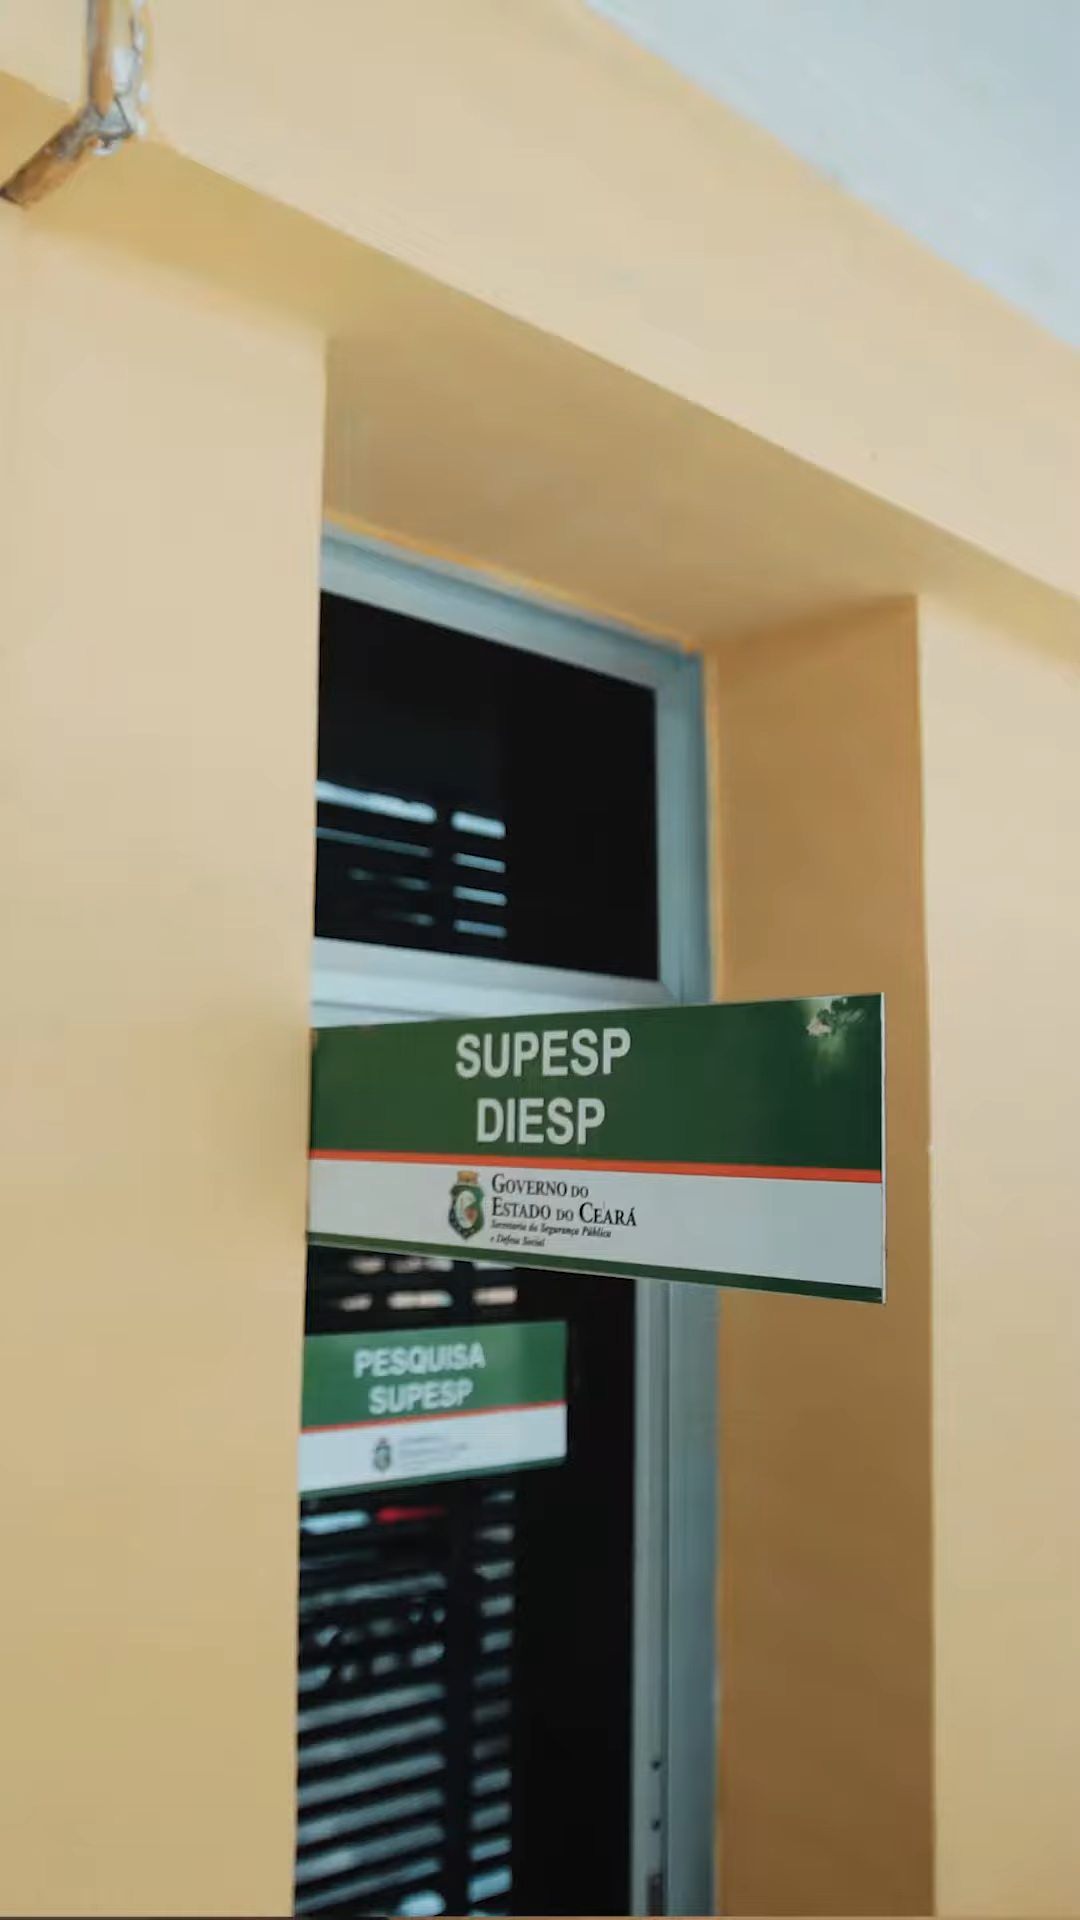 SUPESP
DIESP
GOVERNO DO
ESTADO DO CEARÁ
Secretaria da Segurança Pública
e Defesa Social
PESQUISA
SUPESP